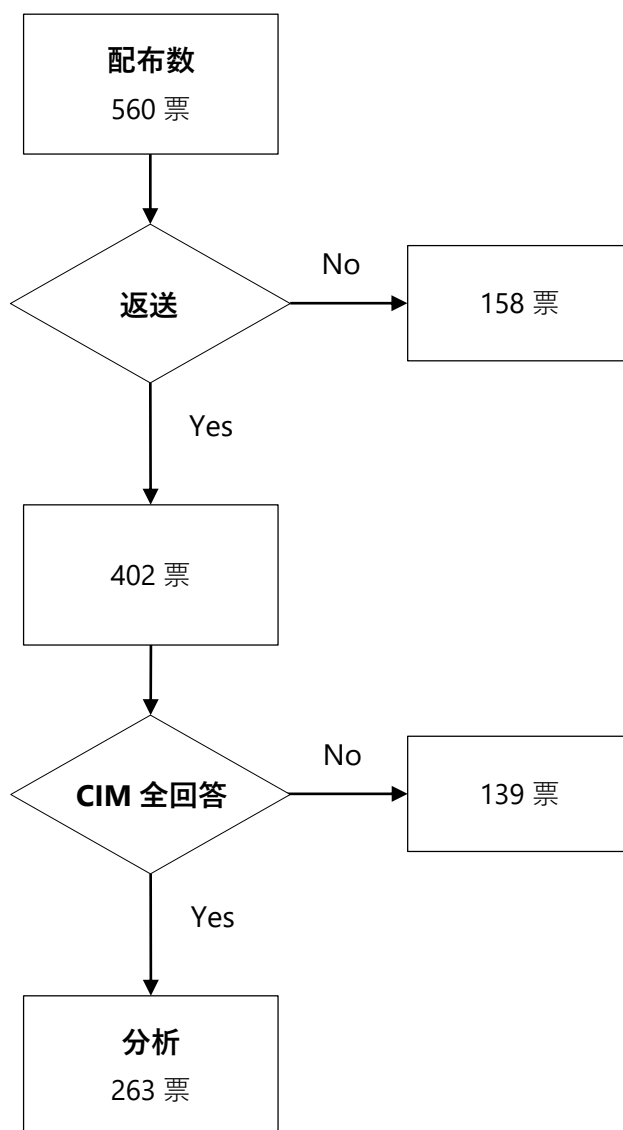 配布数
560 票
返送
No
158 票
Yes
402 票
CIM 全回答
No
139 票
Yes
分析
263 票